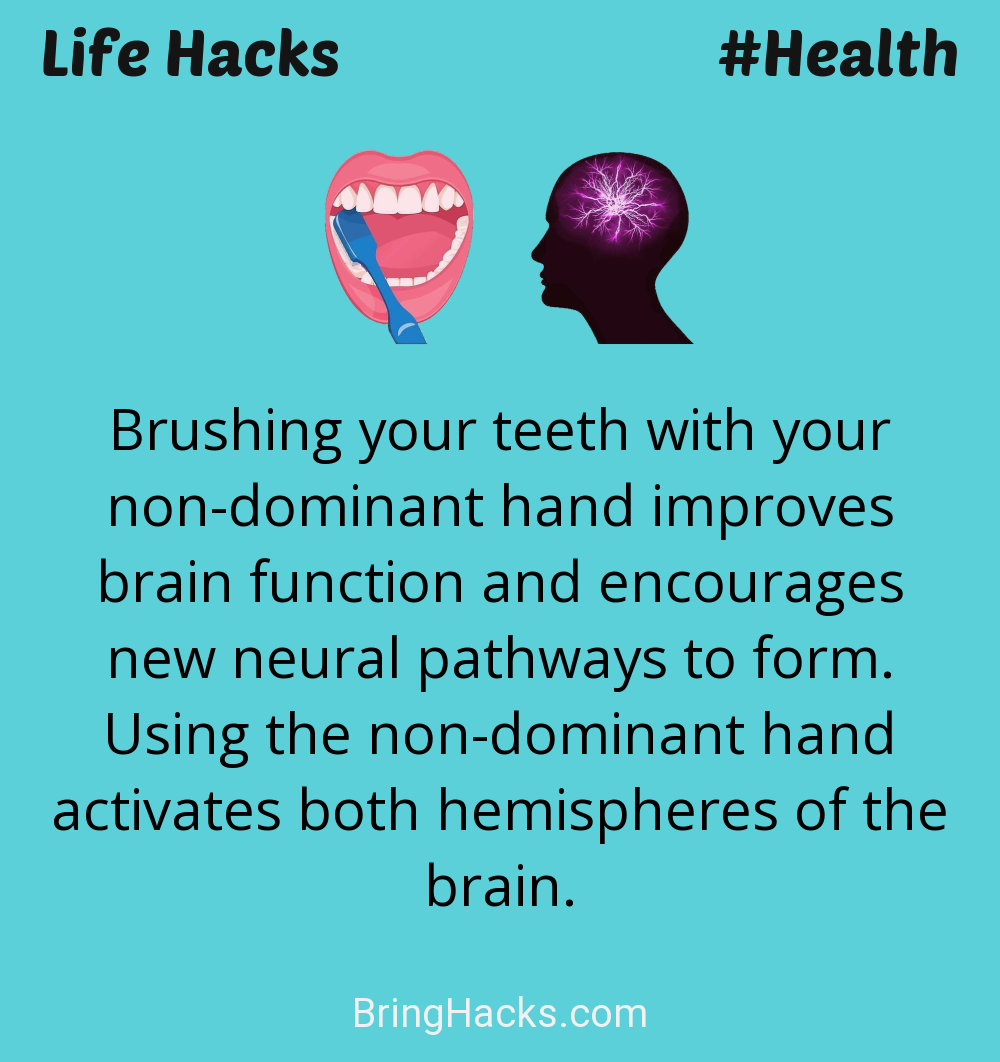 Life Hacks
#Health
Brushing your teeth with your
non-dominant hand improves
brain function and encourages
new neural pathways to form.
Using the non-dominant hand
activates both hemispheres of the
brain.
BringHacks.com